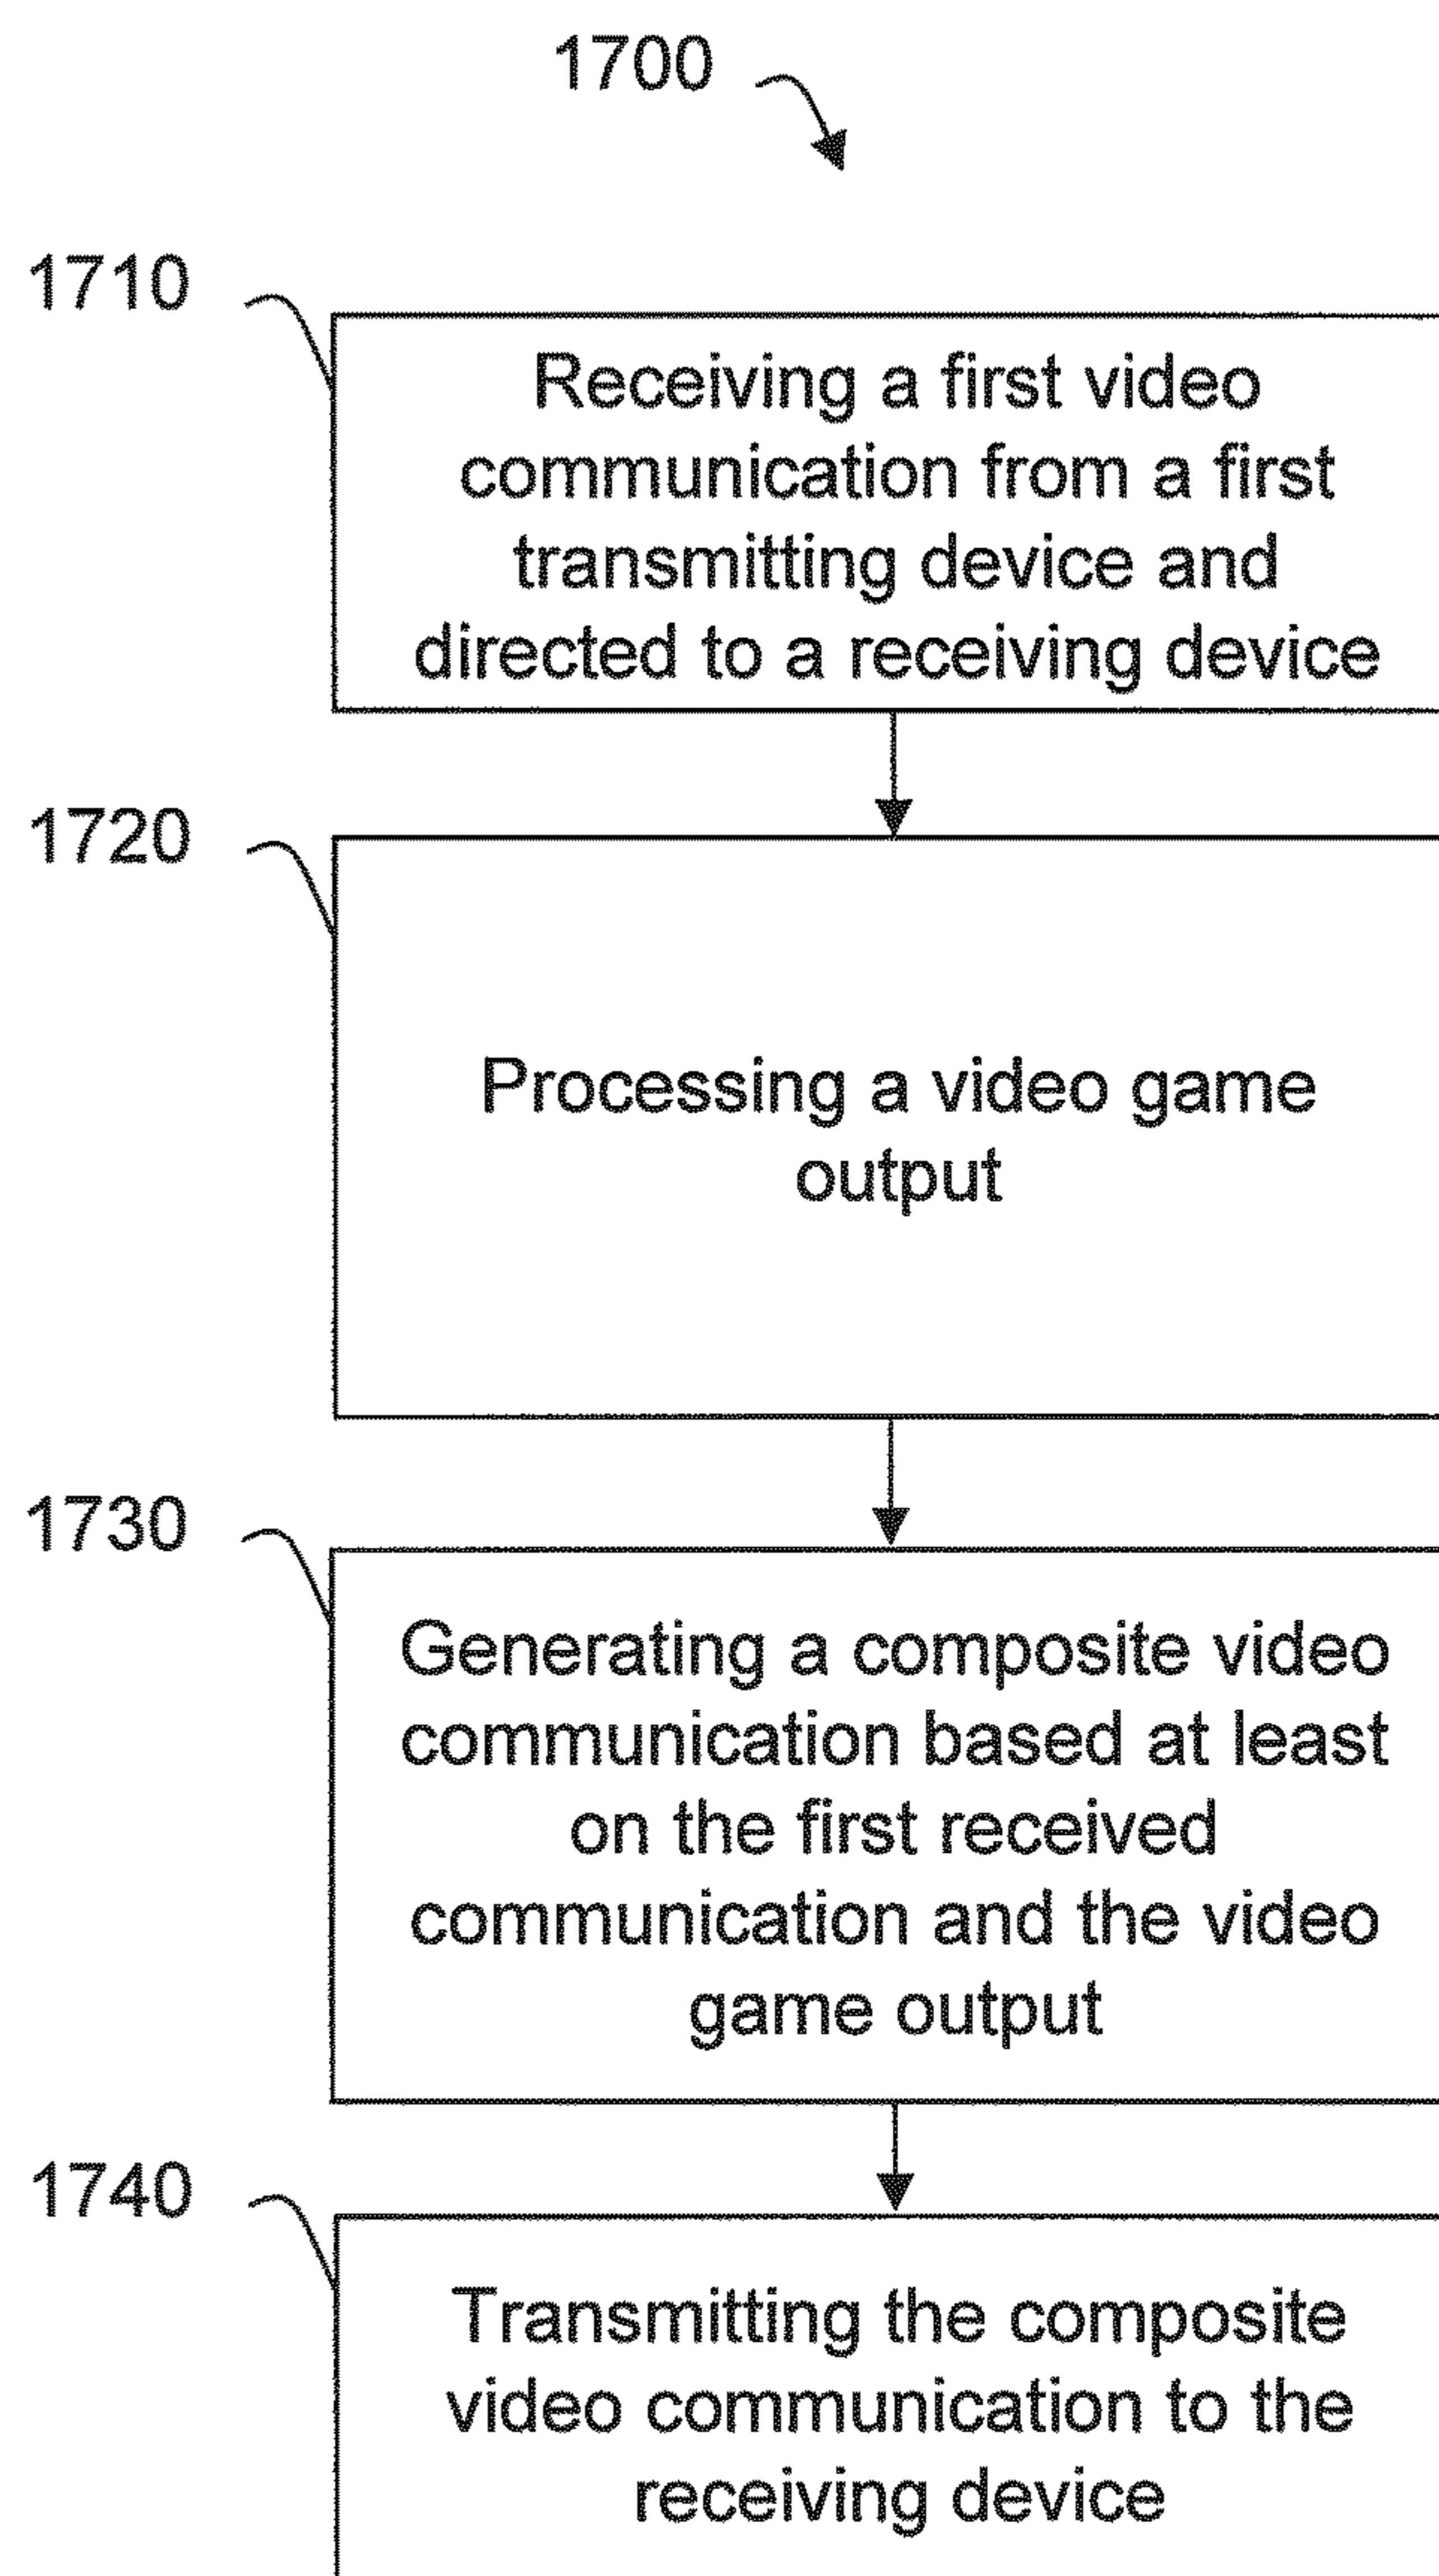 1700
1710
Receiving a first video
communication from a first
transmitting device and
directed to a receiving device
1720
Processing a video game
output
1730
Generating a composite video
communication based at least
on the first received
communication and the video
game output
1740
Transmitting the composite
video communication to the
receiving device